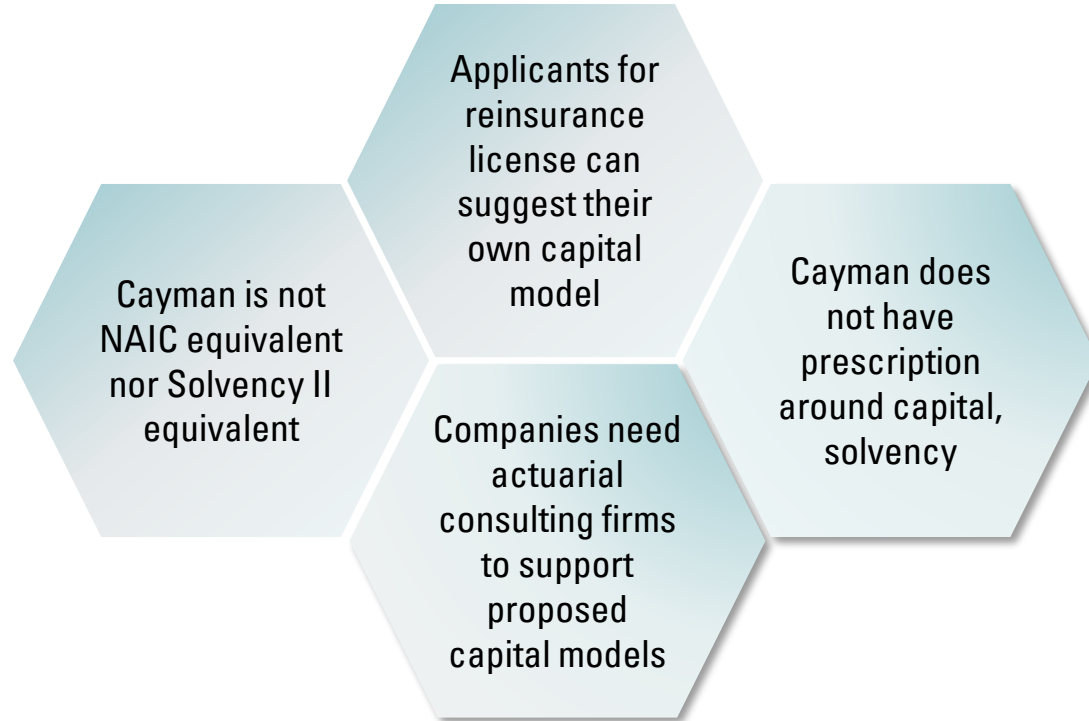 Applicants for
reinsurance
license can
suggest their
own capital
model
Cayman is not
NAIC equivalent
nor Solvency II
equivalent
Cayman does
not have
prescription
around capital,
solvency
Companies need
actuarial
consulting firms
to support
proposed
capital models